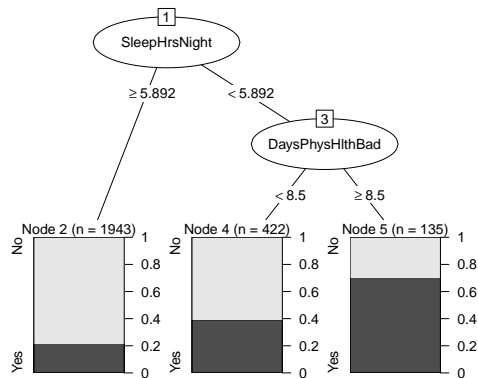 1
SleepHrsNight
≥ 5.892
< 5.892
3
DaysPhysHlthBad
< 8.5
≥ 8.5
Node 2 (n = 1943)
No
Yes
1
0.8
0.6
0.4
0.2
0
Node 4 (n = 422)
No
Yes
1
0.8
0.6
0.4
0.2
0
Node 5 (n = 135)
No
Yes
1
0.8
0.6
0.4
0.2
0